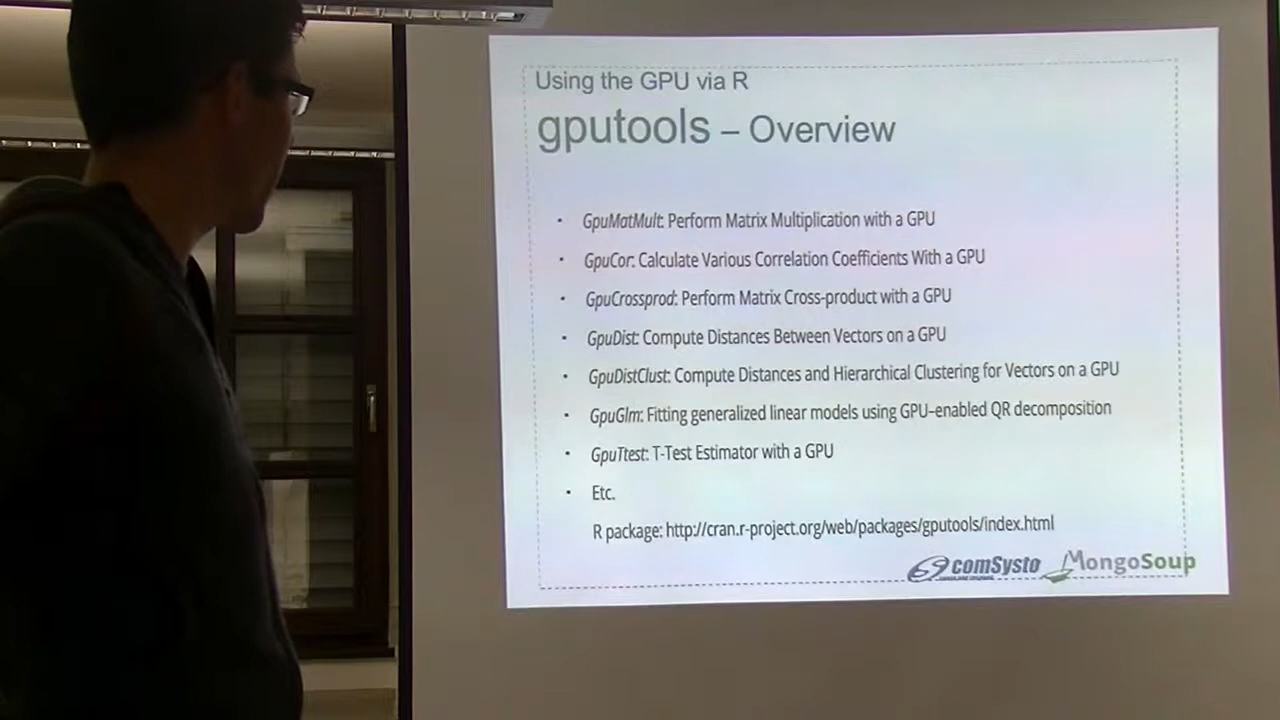 Using the GPU via R
gputools – Overview
• GpuMatMult: Perform Matrix Multiplication with a GPU
• GpuCor: Calculate Various Correlation Coefficients With a GPU
• GpuCrossprod: Perform Matrix Cross-product with a GPU
• GpuDist: Compute Distances Between Vectors on a GPU
• GpuDistClust: Compute Distances and Hierarchical Clustering for Vectors on a GPU
• GpuGlm: Fitting generalized linear models using GPU–enabled QR decomposition
• GpuTtest: T-Test Estimator with a GPU
• Etc.
R package: http://cran.r-project.org/web/packages/gputools/index.html
comSysto MongoSoup